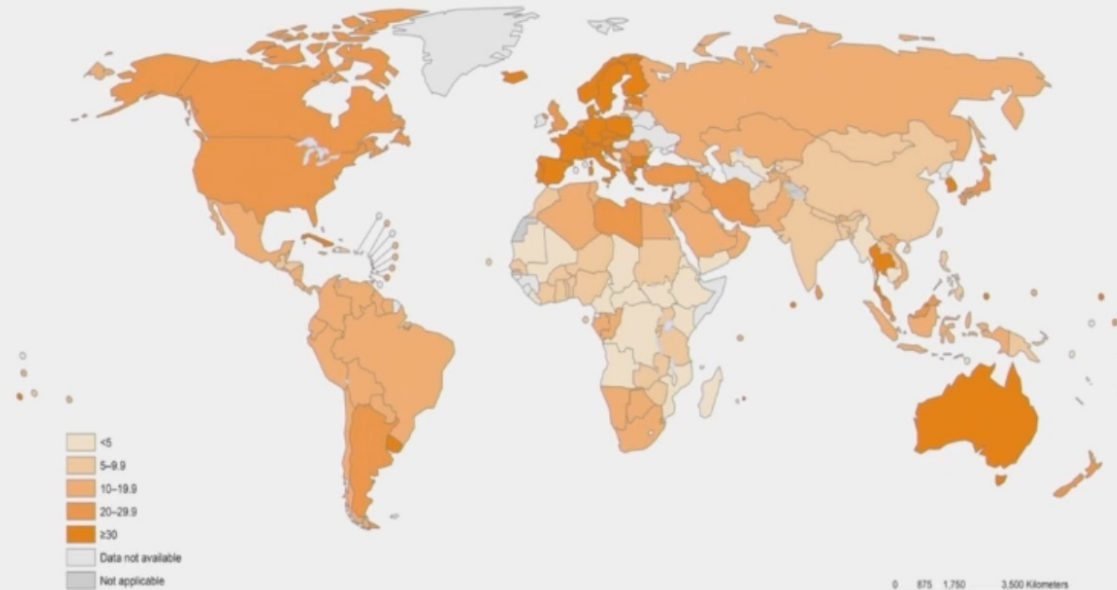 <5
5–9.9
10–19.9
20–29.9
≥30
Data not available
Not applicable
0 875 1,750 3,500 Kilometers